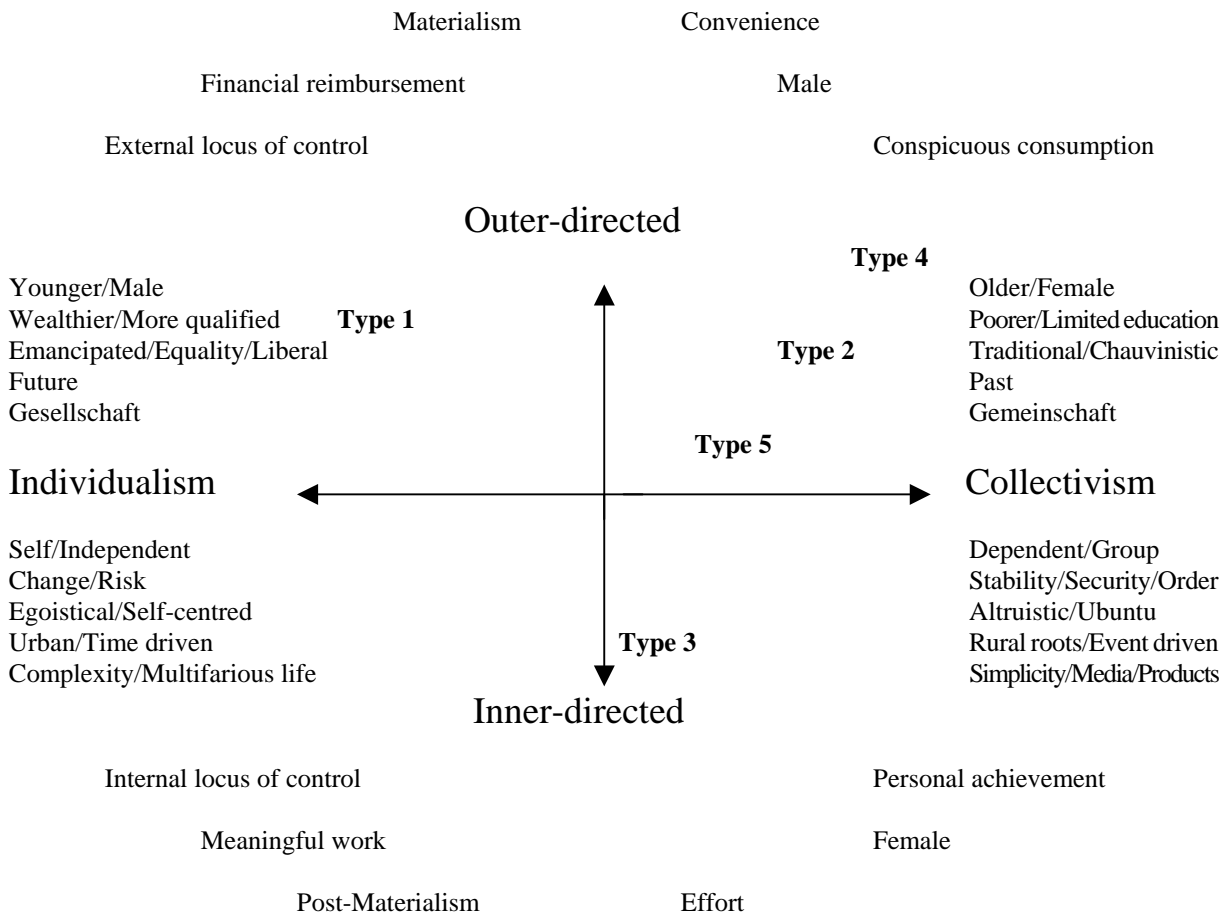 Materialism Convenience
Financial reimbursement Male
External locus of control Conspicuous consumption
Outer-directed
Type 4
Younger/Male Older/Female
Wealthier/More qualified Type 1 Poorer/Limited education
Emancipated/Equality/Liberal Type 2 Traditional/Chauvinistic
Future Past
Gesellschaft Gemeinschaft
Type 5
Individualism Collectivism
Self/Independent Dependent/Group
Change/Risk Stability/Security/Order
Egoistical/Self-centred Altruistic/Ubuntu
Urban/Time driven Type 3 Rural roots/Event driven
Complexity/Multifarious life Simplicity/Media/Products
Inner-directed
Internal locus of control Personal achievement
Meaningful work Female
Post-Materialism Effort